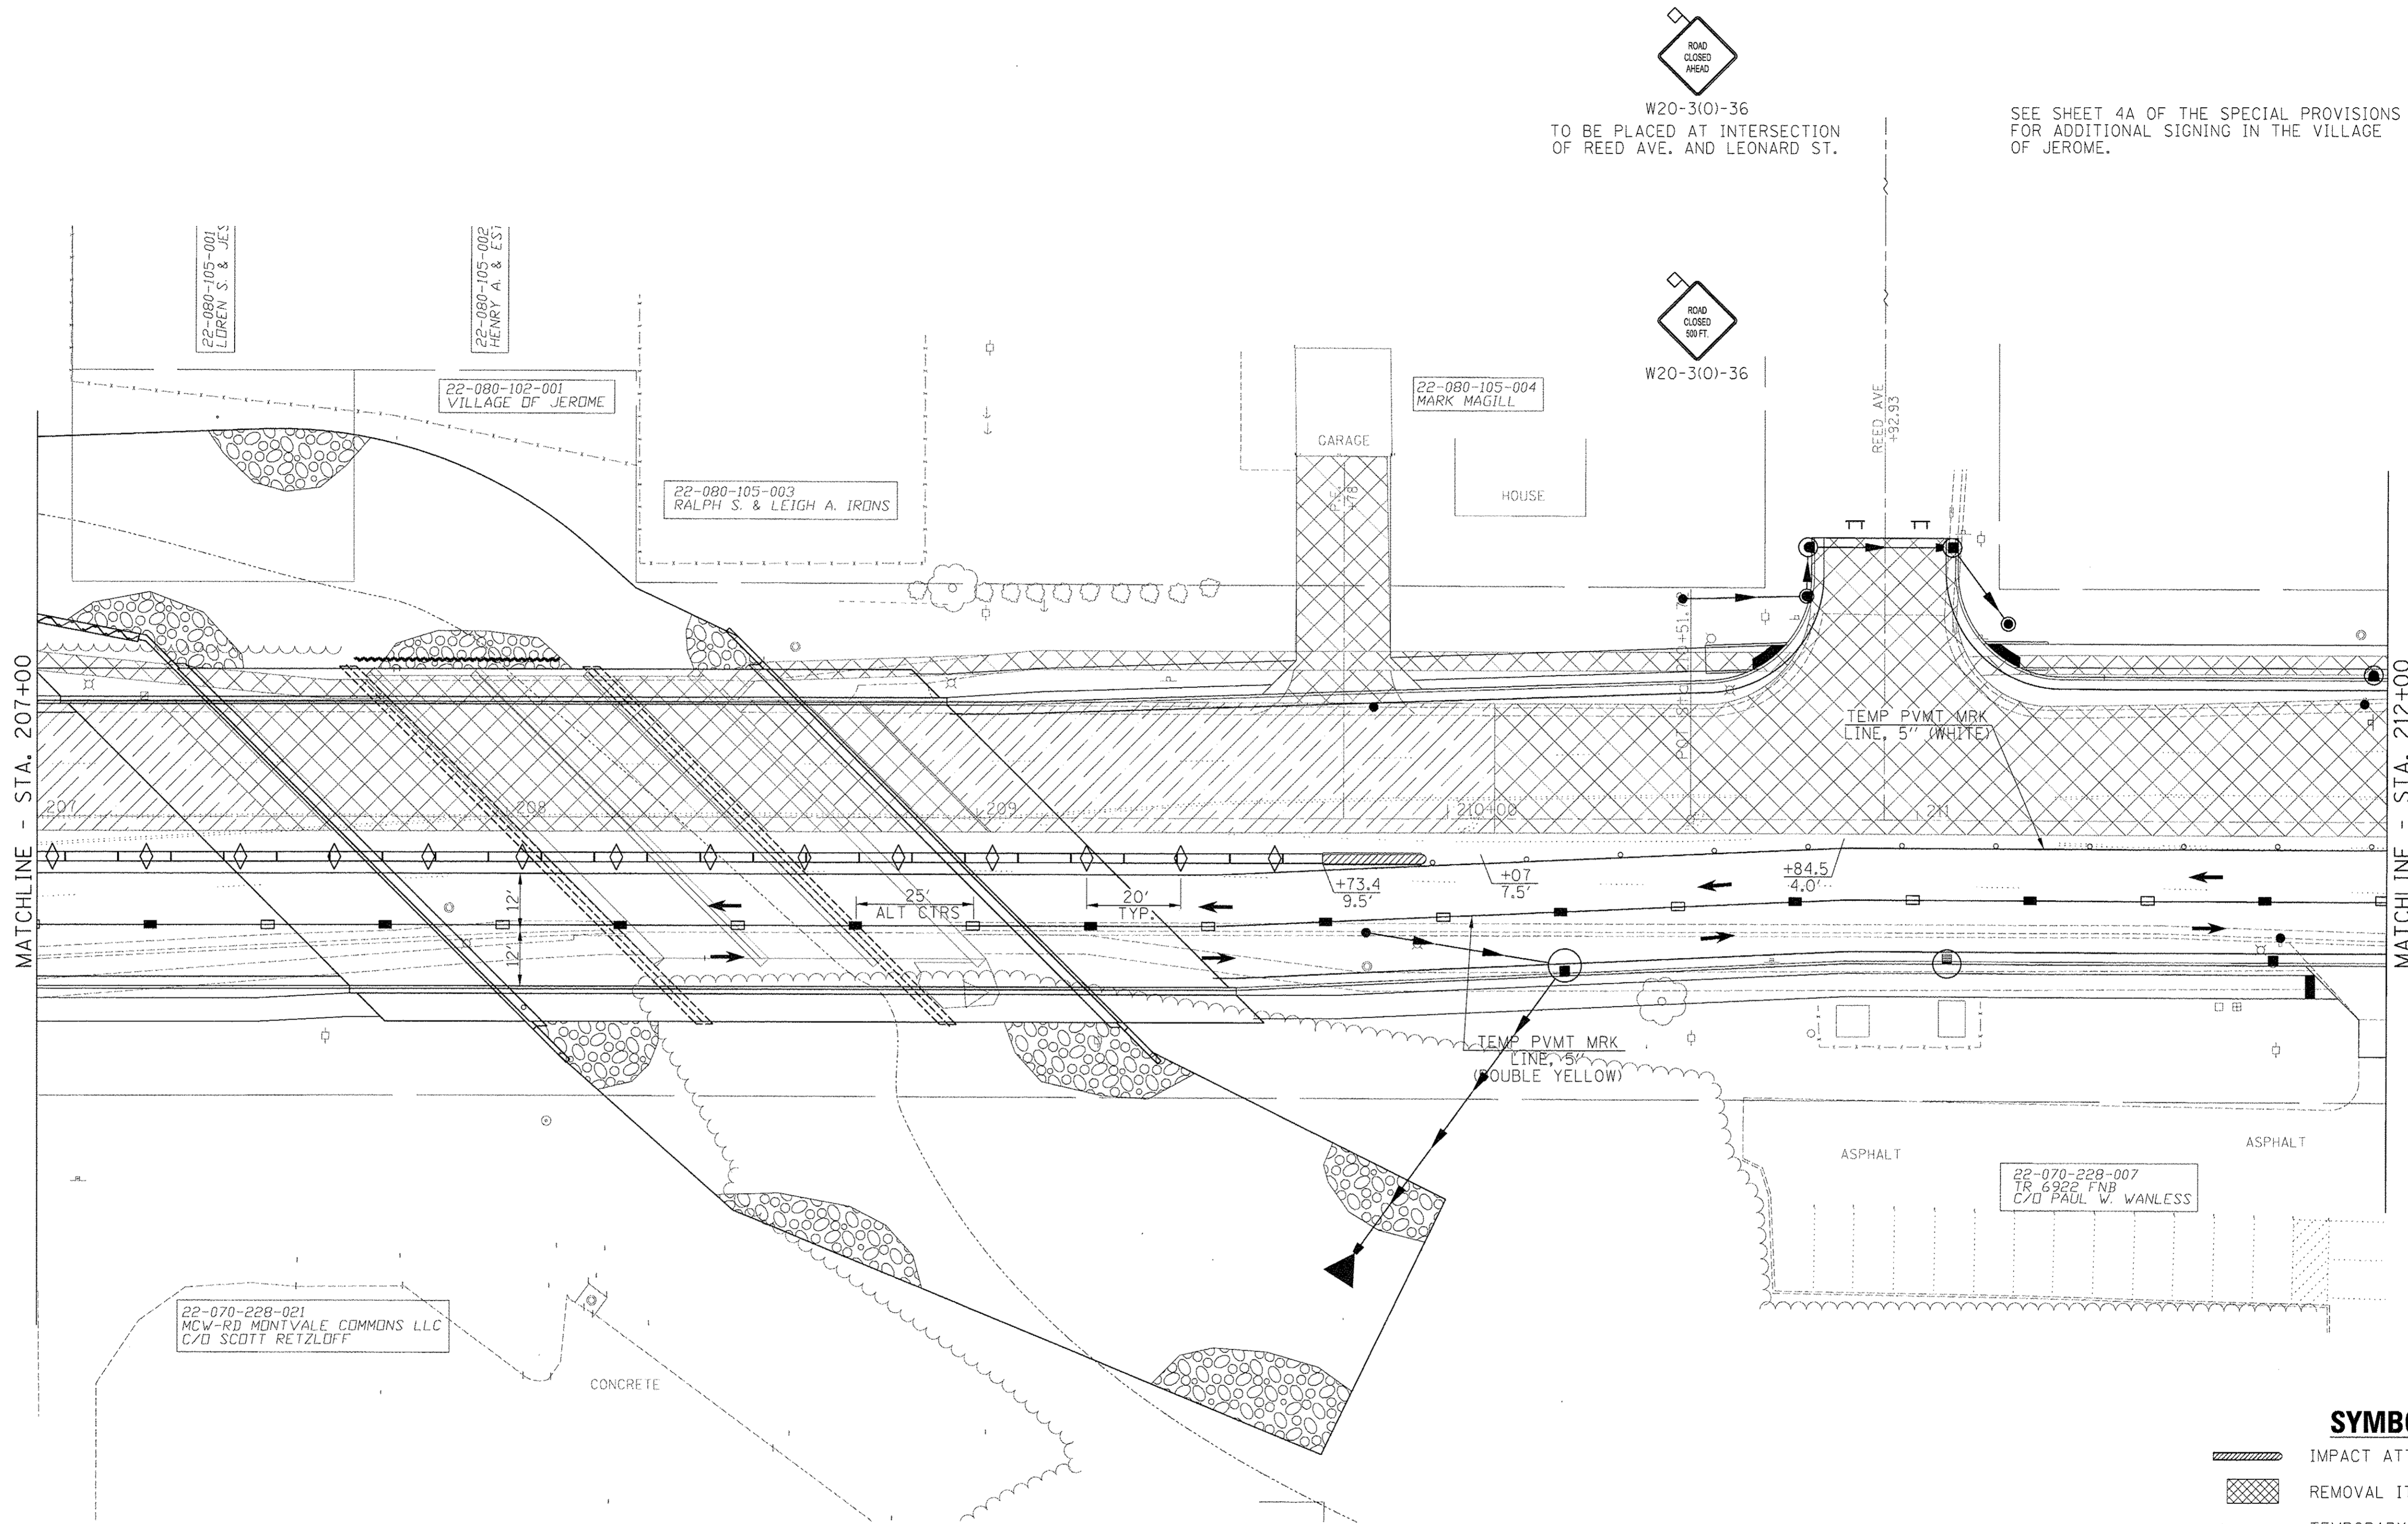 ROAD
CLOSED
AHEAD
W20-3(O)-36
TO BE PLACED AT INTERSECTION
OF REED AVE. AND LEONARD ST.
SEE SHEET 4A OF THE SPECIAL PROVISIONS
FOR ADDITIONAL SIGNING IN THE VILLAGE
OF JEROME.
22-080-105-001
LOREN S. & JES
22-080-105-002
HENRY A. & EST
ROAD
CLOSED
500 FT.
W20-3(O)-36
22-080-102-001
VILLAGE OF JEROME
22-080-105-004
MARK MAGILL
REED AVE
+92.93
GARAGE
22-080-105-003
RALPH S. & LEIGH A. IRONS
HOUSE
P.E.
+78
MATCHLINE - STA. 207+00
MATCHLINE - STA. 212+00
TEMP PVMT MRK
LINE, 5" (WHITE)
207
208
209
210+00
211
+73.4
9.5'
+07
7.5'
+84.5
4.0'
12'
12'
25'
ALT CTRS
20'
TYP.
TEMP PVMT MRK
LINE, 5"
(DOUBLE YELLOW)
ASPHALT
ASPHALT
22-070-228-007
TR 6922 FNB
C/O PAUL W. WANLESS
22-070-228-021
MCW-RD MONTVALE COMMONS LLC
C/O SCOTT RETZLOFF
CONCRETE
SYMBO
IMPACT ATT
REMOVAL IT